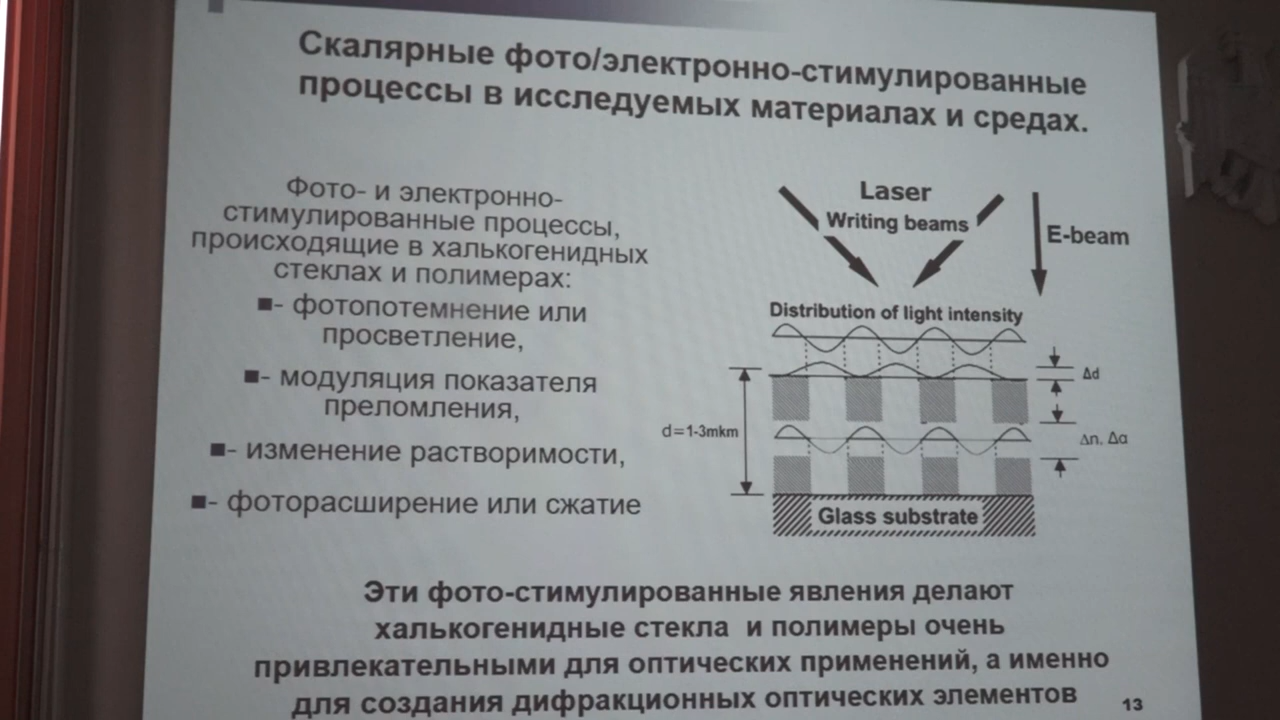 Скалярные фото/электронно-стимулированные
процессы в исследуемых материалах и средах.
Фото- и электронно-
стимулированные процессы,
происходящие в халькогенидных
стеклах и полимерах:
- фотопотемнение или
просветление,
- модуляция показателя
преломления,
- изменение растворимости,
- фоторасширение или сжатие
Laser
Writing beams
E-beam
Distribution of light intensity
Δd
d=1-3mkm
Δn, Δα
Glass substrate
Эти фото-стимулированные явления делают
халькогенидные стекла и полимеры очень
привлекательными для оптических применений, а именно
для создания дифракционных оптических элементов
13